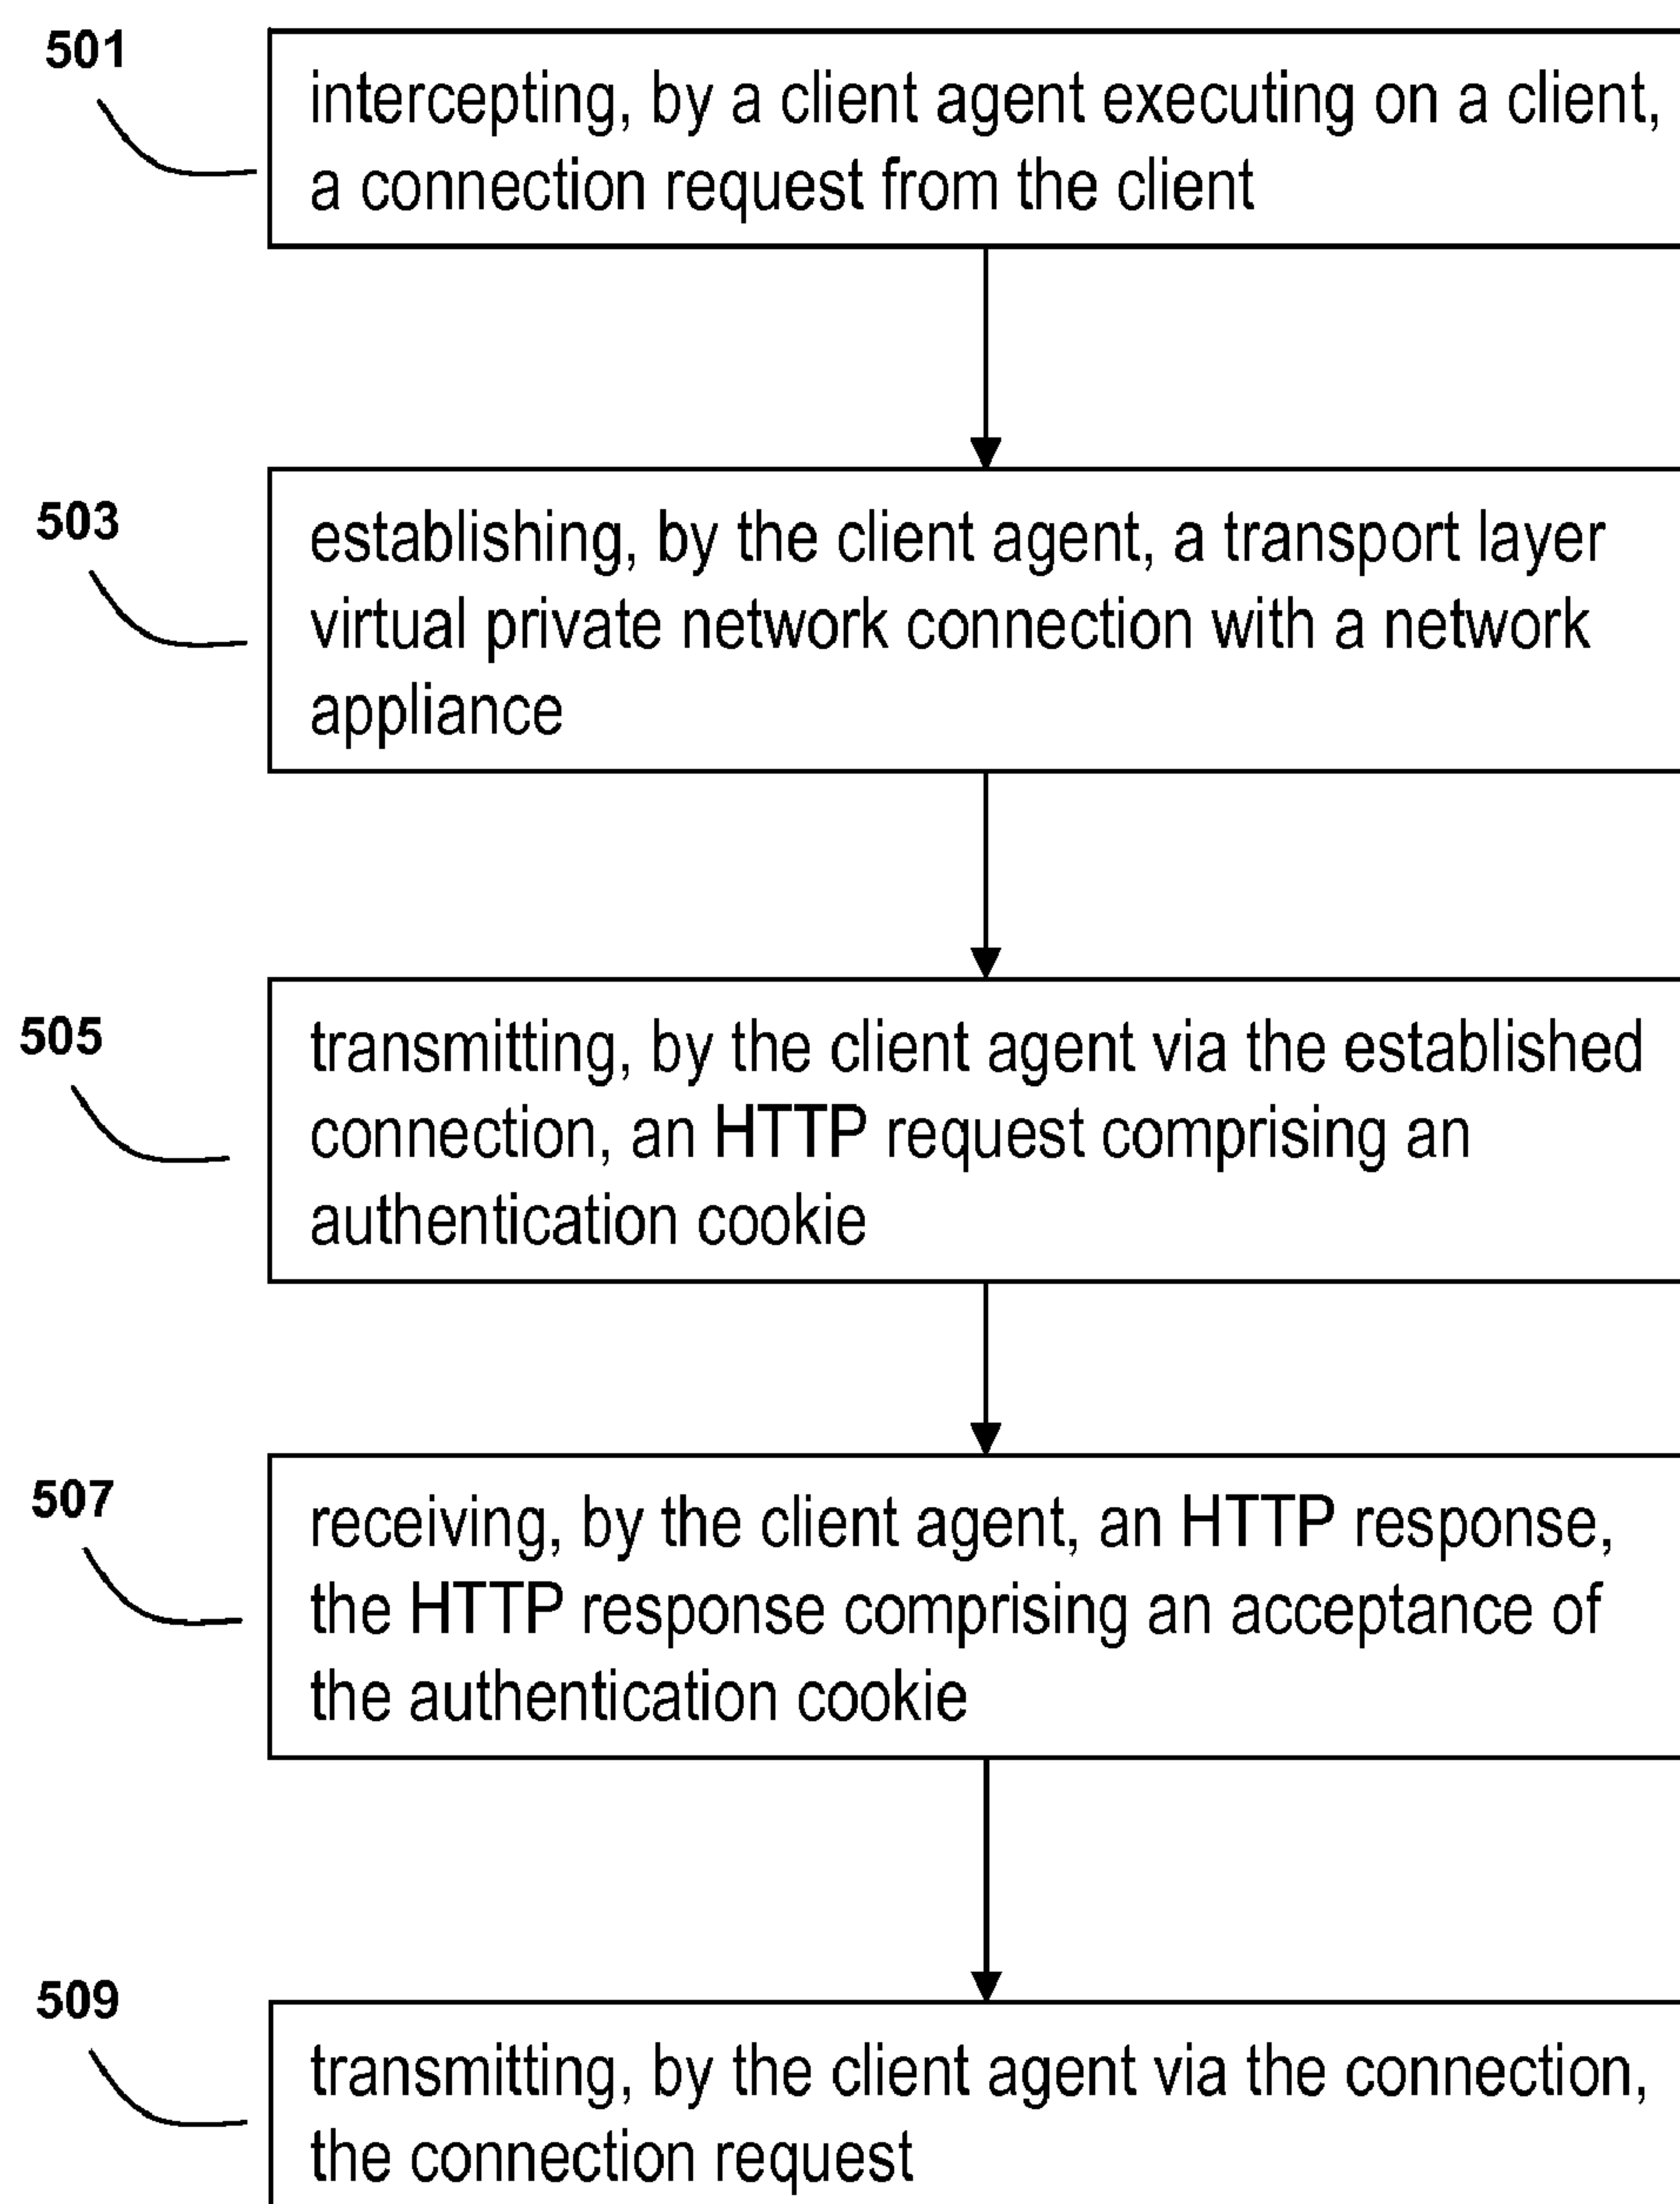 501
intercepting, by a client agent executing on a client,
a connection request from the client
503
establishing, by the client agent, a transport layer
virtual private network connection with a network
appliance
505
transmitting, by the client agent via the established
connection, an HTTP request comprising an
authentication cookie
507
receiving, by the client agent, an HTTP response,
the HTTP response comprising an acceptance of
the authentication cookie
509
transmitting, by the client agent via the connection,
the connection request